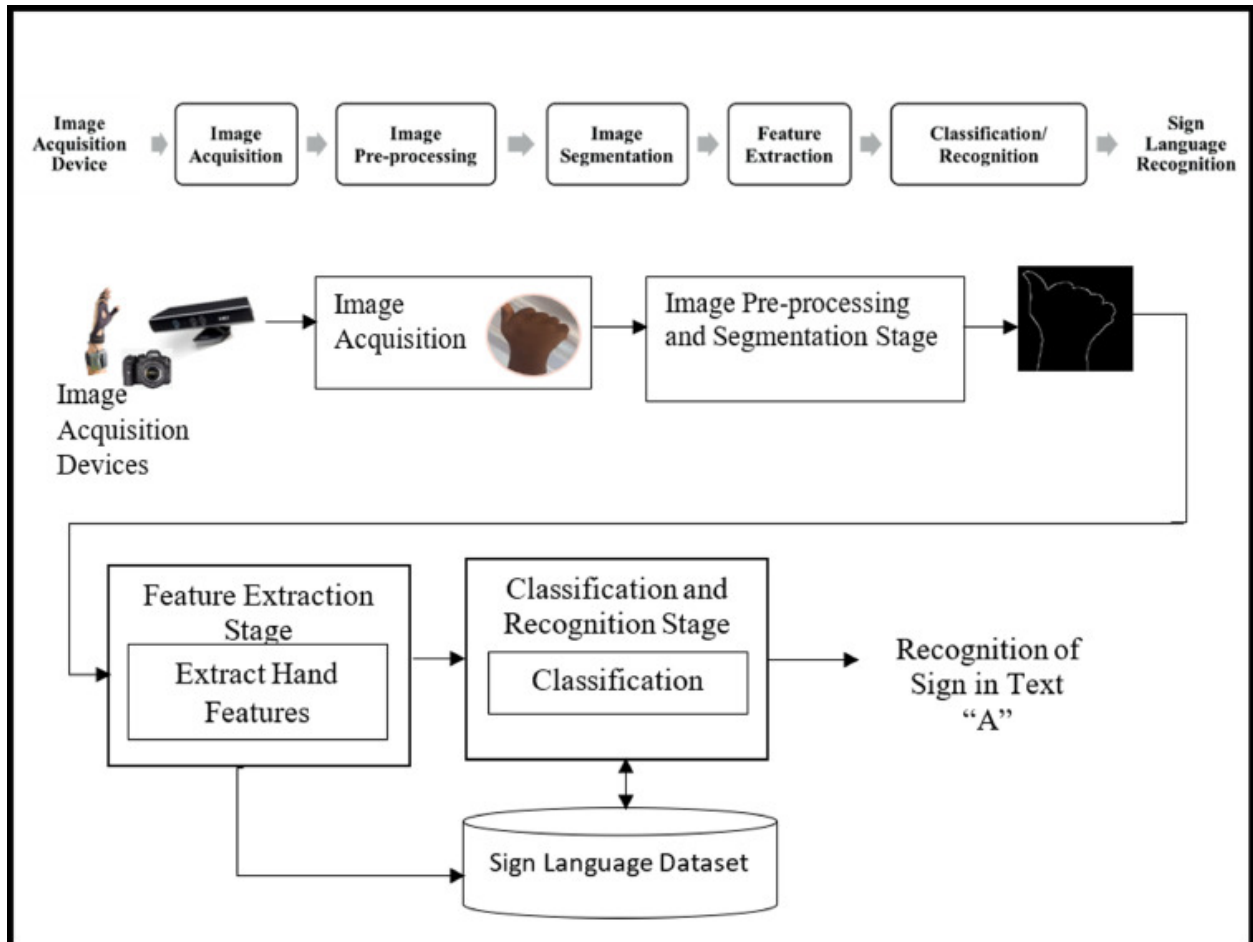 Image
Acquisition
Device
Image
Acquisition
Image
Pre-processing
Image
Segmentation
Feature
Extraction
Classification/
Recognition
Sign
Language
Recognition
Image
Acquisition
Devices
Image
Acquisition
Image Pre-processing
and Segmentation Stage
Feature Extraction
Stage
Extract Hand
Features
Classification and
Recognition Stage
Classification
Recognition of
Sign in Text
“A”
Sign Language Dataset